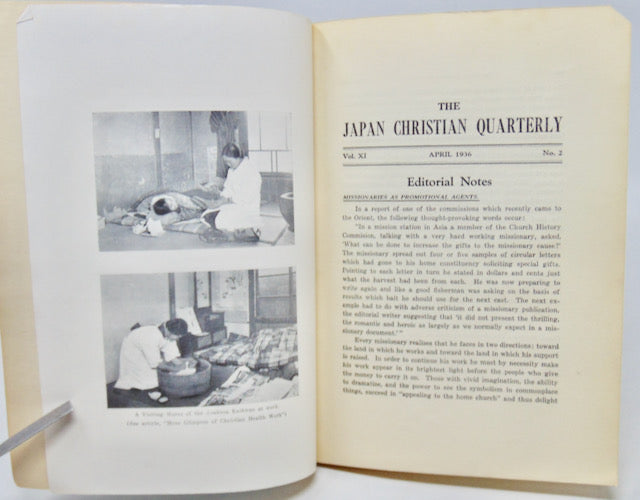 A Visiting Nurse of the Kaikwan at work
(See article, "More Glimpses of Christian Health Work")
THE
JAPAN CHRISTIAN QUARTERLY
Vol. XI APRIL 1936 No. 2
Editorial Notes
MISSIONARIES AS PROMOTIONAL AGENTS.
In a report of one of the commissions which recently came to
the Orient, the following thought-provoking words occur:
"In a mission station in Asia a member of the Church History
Commission, talking with a very hard working missionary, asked,
'What can be done to increase the gifts to the missionary cause?'
The missionary spread out four or five samples of circular letters
which had gone to his home constituency soliciting special gifts.
Pointing to each letter in turn he stated in dollars and cents just
what the harvest had been from each. He was now preparing to
write again and like a good fisherman was asking on the basis of
results which bait he should use for the next cast. The next ex-
ample had to do with adverse criticism of a missionary publication,
the editorial writer suggesting that 'it did not present the thrilling,
the romantic and heroic as largely as we normally expect in a mis-
sionary document.'"
Every missionary realises that he faces in two directions; toward
the land in which he works and toward the land in which his support
is raised. In order to continue his work he must by necessity make
his work appear in its brightest light before the people who give
the money to carry it on. Those with vivid imagination, the ability
to dramatize, and the power to see the symbolism in commonplace
things, succeed in "appealing to the home church" and thus delight